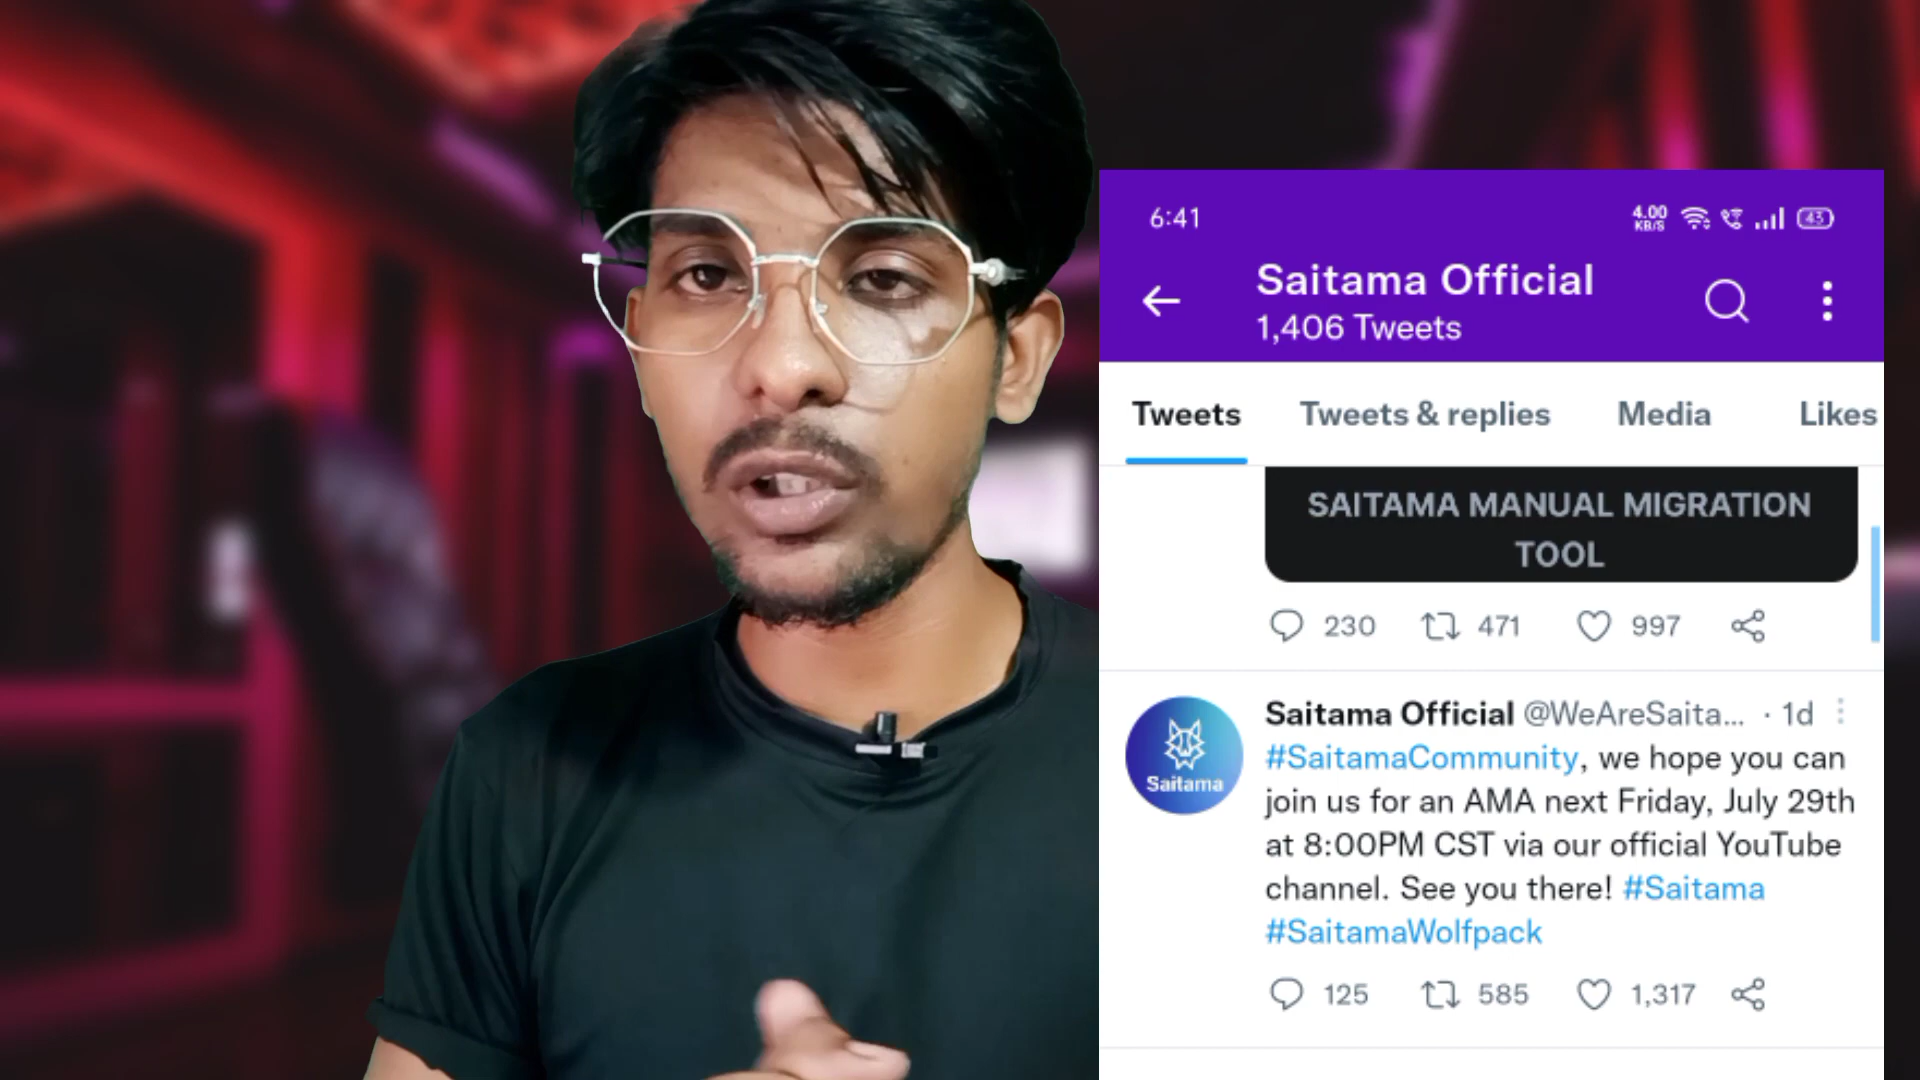 6:41
4.00
KB/S
43
Saitama Official
1,406 Tweets
Tweets
Tweets & replies
Media
Likes
SAITAMA MANUAL MIGRATION
TOOL
230
471
997
Saitama
Saitama Official @WeAreSaita... · 1d
#SaitamaCommunity, we hope you can
join us for an AMA next Friday, July 29th
at 8:00PM CST via our official YouTube
channel. See you there! #Saitama
#SaitamaWolfpack
125
585
1,317